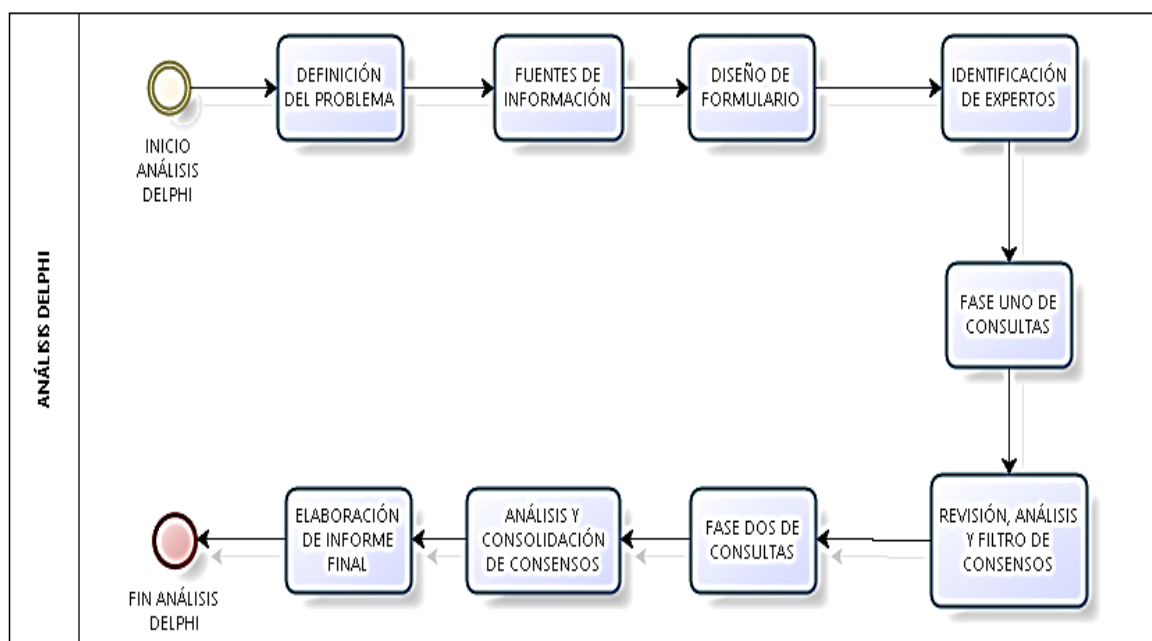 ANÁLISIS DELPHI
INICIO
ANÁLISIS
DELPHI
DEFINICIÓN
DEL PROBLEMA
FUENTES DE
INFORMACIÓN
DISEÑO DE
FORMULARIO
IDENTIFICACIÓN
DE EXPERTOS
FASE UNO DE
CONSULTAS
REVISIÓN, ANÁLISIS
Y FILTRO DE
CONSENSOS
FASE DOS DE
CONSULTAS
ANÁLISIS Y
CONSOLIDACIÓN
DE CONSENSOS
ELABORACIÓN
DE INFORME
FINAL
FIN ANÁLISIS
DELPHI